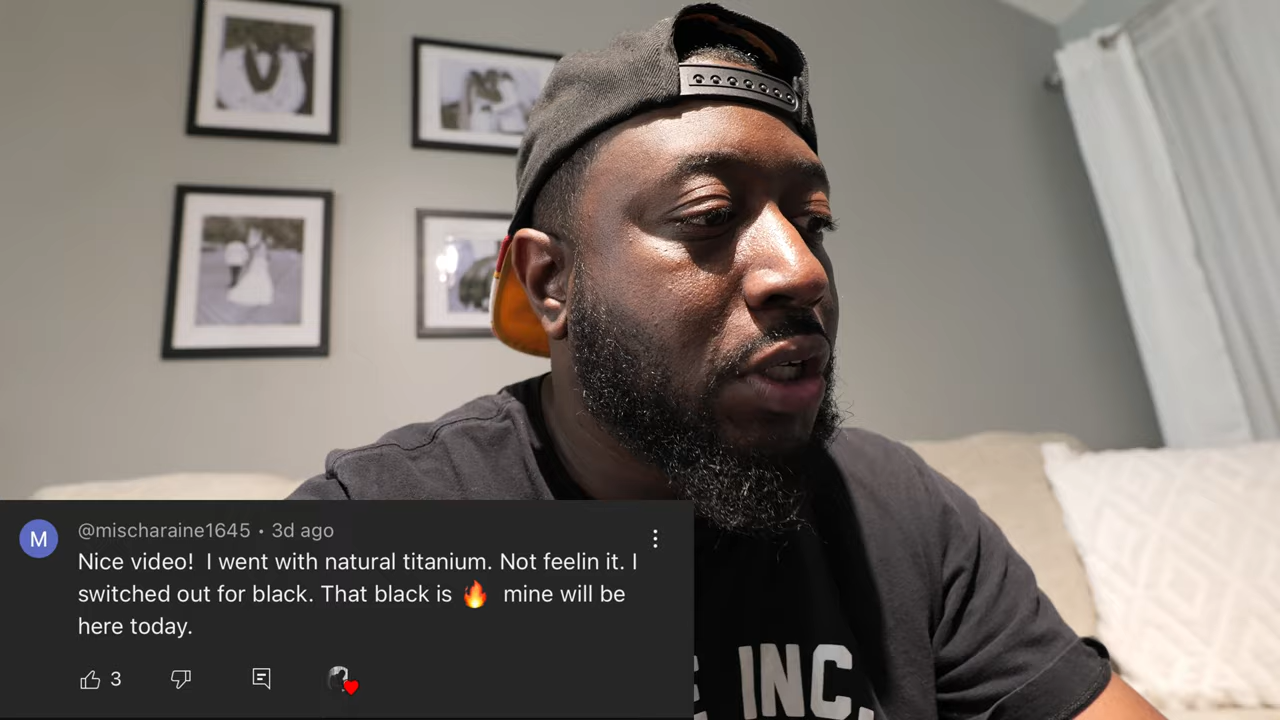 M
@mischaraine1645 • 3d ago
Nice video!  I went with natural titanium. Not feelin it. I
switched out for black. That black is 🔥 mine will be
here today.
3
INC.